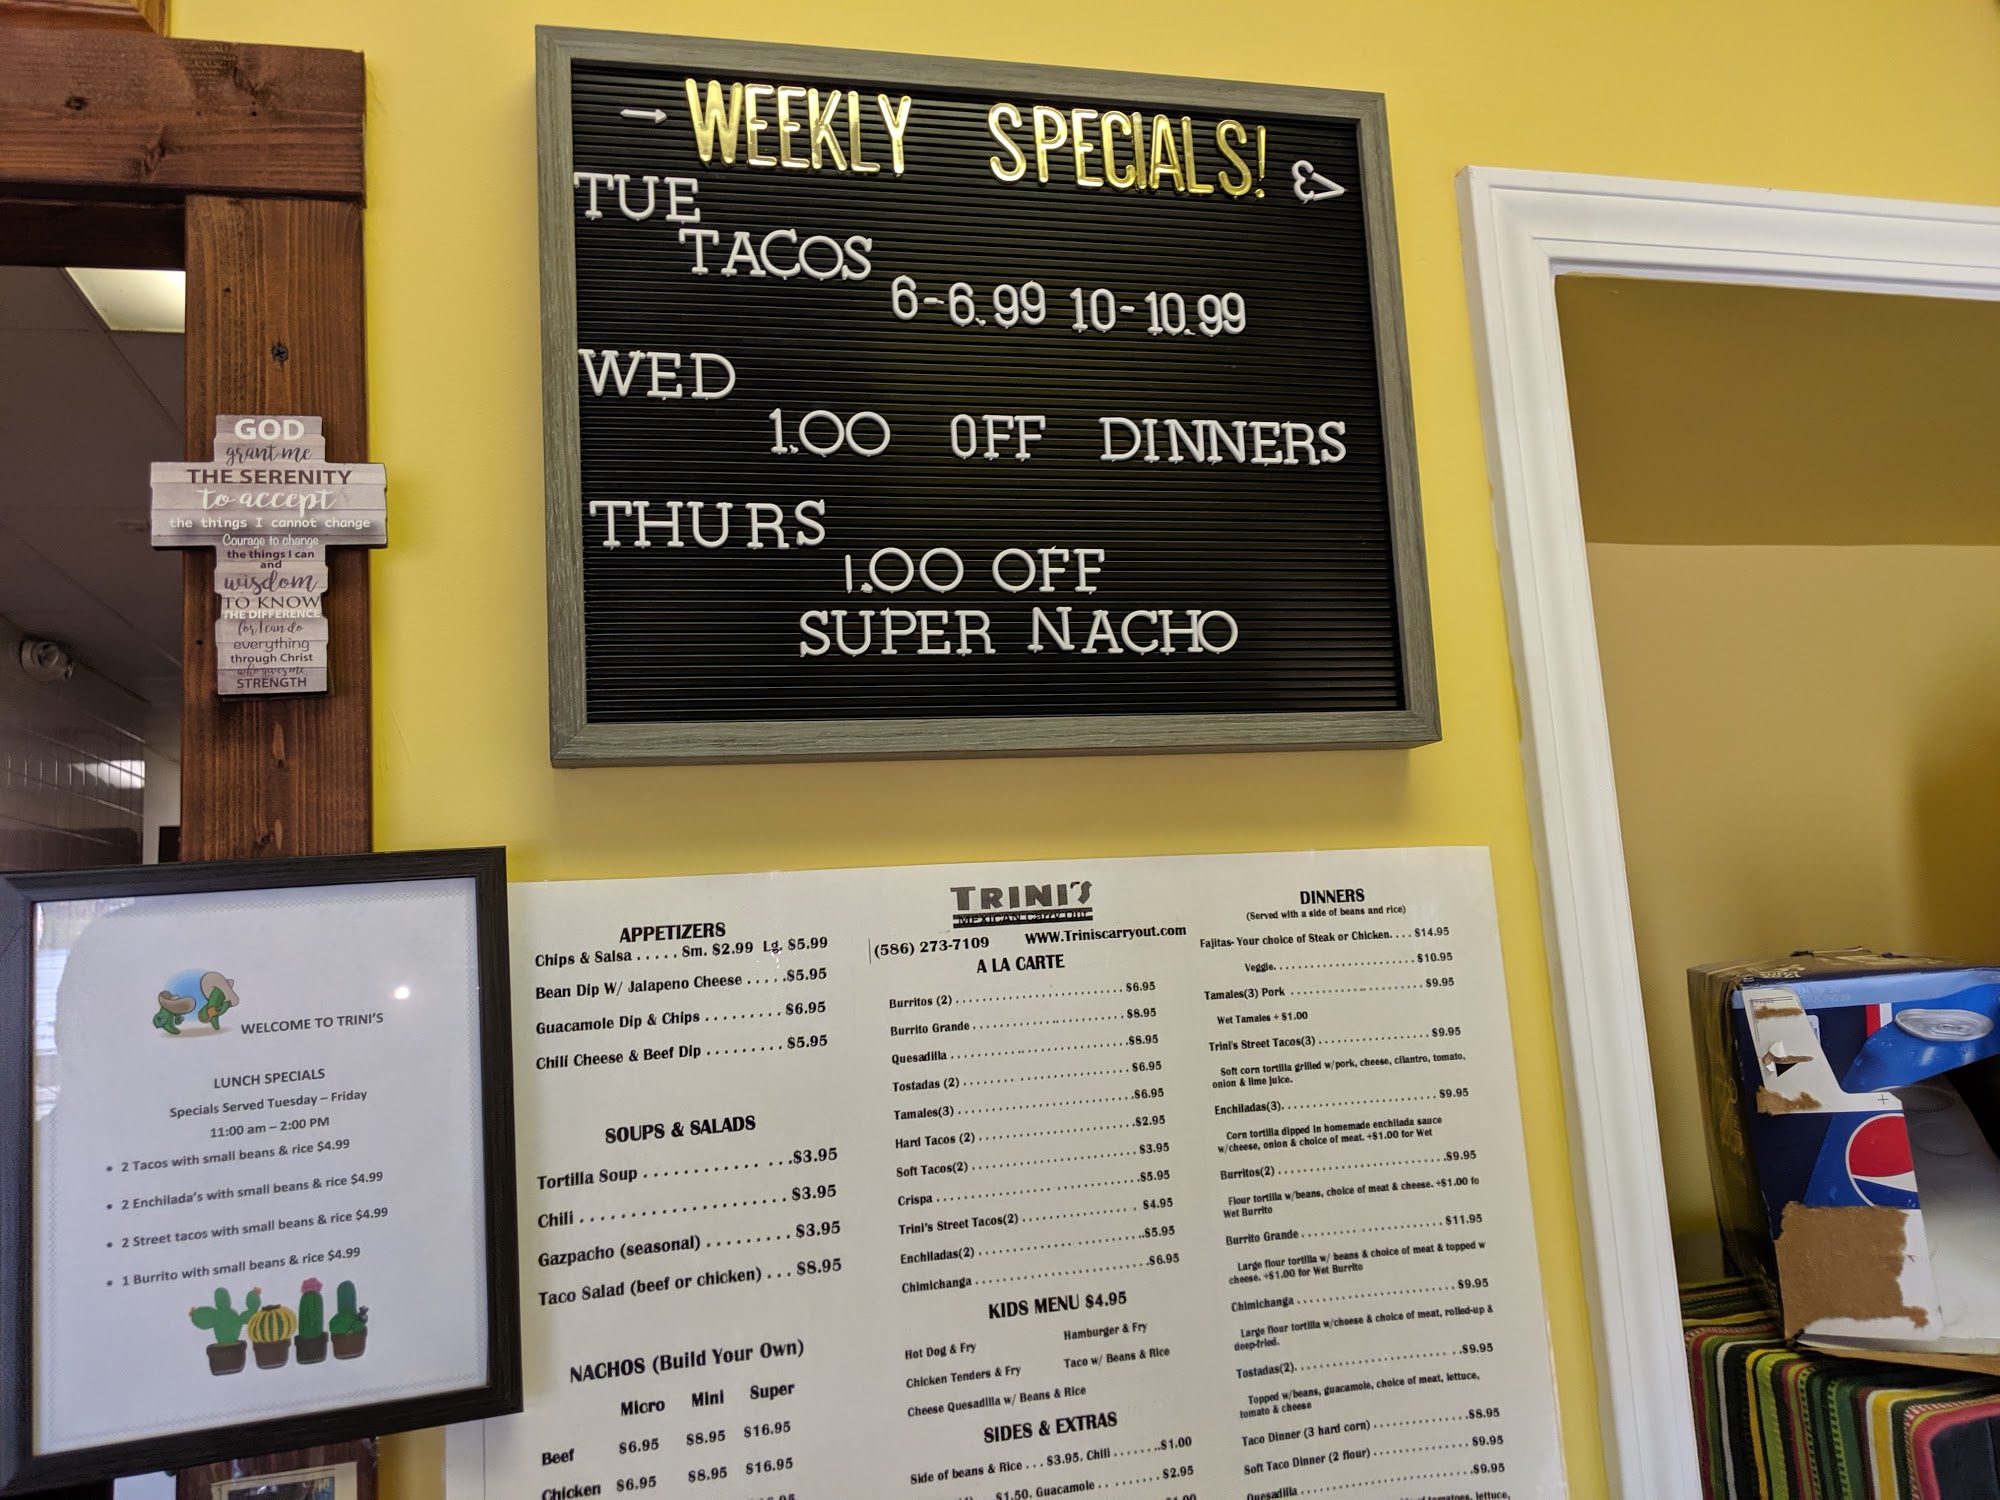 → WEEKLY SPECIALS!
TUE
TACOS
6-6.99 10-10.99
WED
1.00 OFF DINNERS
THURS
1.00 OFF
SUPER NACHO
GOD
grant me
THE SERENITY
to accept
the things I cannot change
Courage to change
the things I can
and
wisdom
TO KNOW
THE DIFFERENCE
for I can do
everything
through Christ
who gives me
STRENGTH
WELCOME TO TRINI'S
LUNCH SPECIALS
Specials Served Tuesday – Friday
11:00 am – 2:00 PM
• 2 Tacos with small beans & rice $4.99
• 2 Enchilada's with small beans & rice $4.99
• 2 Street tacos with small beans & rice $4.99
• 1 Burrito with small beans & rice $4.99
TRINI'S
MEXICAN Carry Out
(586) 273-7109 www.Triniscarryout.com
APPETIZERS
Chips & Salsa ..... Sm. $2.99 Lg. $5.99
Bean Dip W/ Jalapeno Cheese .....$5.95
Guacamole Dip & Chips ......... $6.95
Chili Cheese & Beef Dip ......... $5.95
SOUPS & SALADS
Tortilla Soup ............ ...$3.95
Chili .................... $3.95
Gazpacho (seasonal) ......... $3.95
Taco Salad (beef or chicken) ... $8.95
NACHOS (Build Your Own)
Micro Mini Super
Beef $6.95 $8.95 $16.95
Chicken $6.95 $8.95 $16.95
A LA CARTE
Burritos (2) ............................ $6.95
Burrito Grande ......................... $8.95
Quesadilla ............................. $8.95
Tostadas (2) ........................... $6.95
Tamales(3) ............................. $6.95
Hard Tacos (2) ......................... $2.95
Soft Tacos(2) .......................... $3.95
Crispa ................................. $5.95
Trini's Street Tacos(2) ................ $4.95
Enchiladas(2) .......................... $5.95
Chimichanga ............................ $6.95
KIDS MENU $4.95
Hot Dog & Fry Hamburger & Fry
Chicken Tenders & Fry Taco w/ Beans & Rice
Cheese Quesadilla w/ Beans & Rice
SIDES & EXTRAS
Side of beans & Rice ... $3.95. Chili ........$1.00
$1.50. Guacamole .. ....... $2.95
DINNERS
(Served with a side of beans and rice)
Fajitas- Your choice of Steak or Chicken.... $14.95
Veggie............................ $10.95
Tamales(3) Pork ......................... $9.95
Wet Tamales + $1.00
Trini's Street Tacos(3) ................. $9.95
Soft corn tortilla grilled w/pork, cheese, cilantro, tomato,
onion & lime juice.
Enchiladas(3)............................ $9.95
Corn tortilla dipped in homemade enchilada sauce
w/cheese, onion & choice of meat. +$1.00 for Wet
Burritos(2) ............................. $9.95
Flour tortilla w/beans, choice of meat & cheese. +$1.00 fo
Wet Burrito
Burrito Grande .......................... $11.95
Large flour tortilla w/ beans & choice of meat & topped w
cheese. +$1.00 for Wet Burrito
Chimichanga ............................. $9.95
Large flour tortilla w/cheese & choice of meat, rolled-up &
deep-fried.
Tostadas(2).............................. $9.95
Topped w/beans, guacamole, choice of meat, lettuce,
tomato & cheese
Taco Dinner (3 hard corn) ............... $8.95
Soft Taco Dinner (2 flour) .............. $9.95
Quesadilla .............................. $9.95